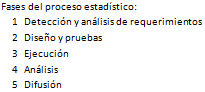 Fases del proceso estadístico:
1 Detección y análisis de requerimientos
2 Diseño y pruebas
3 Ejecución
4 Análisis
5 Difusión